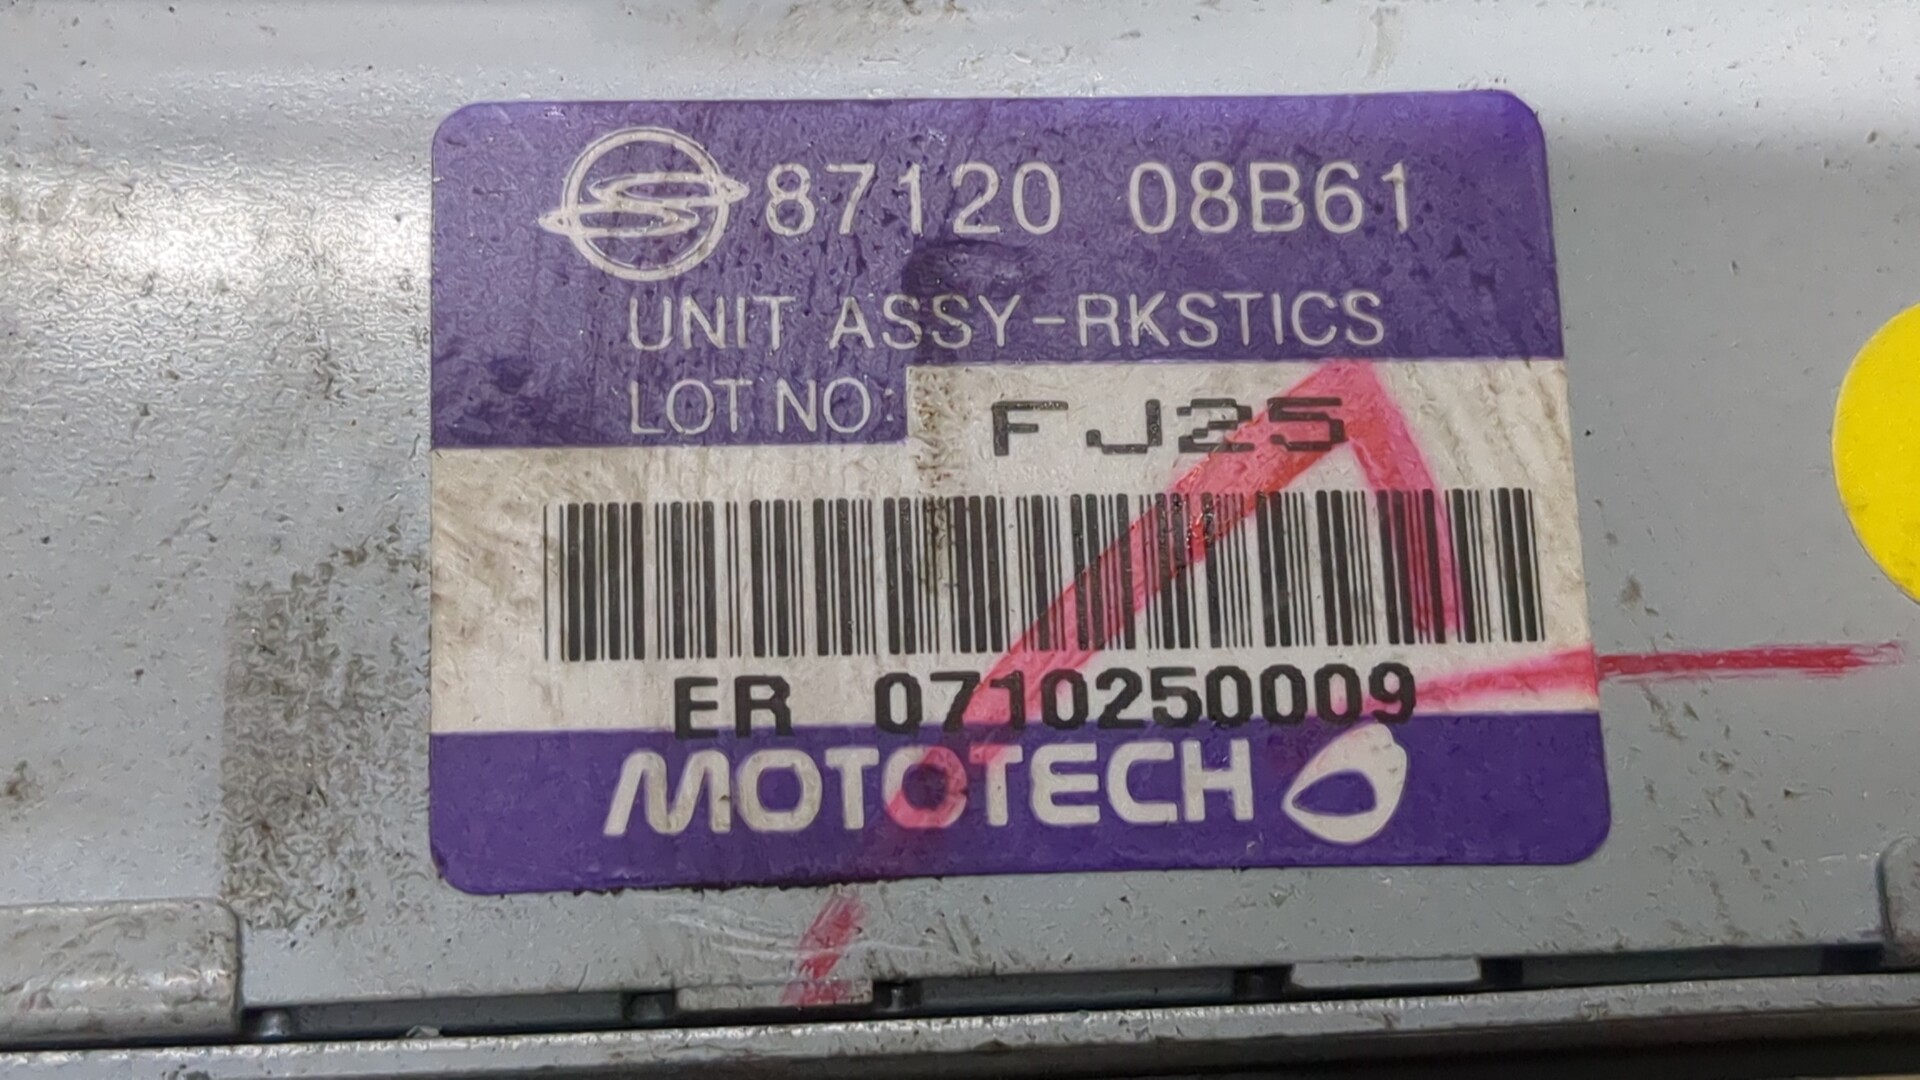 87120 08B61
UNIT ASSY-RKSTICS
LOT NO: FJ25
ER 0710250009
MOTOTECH